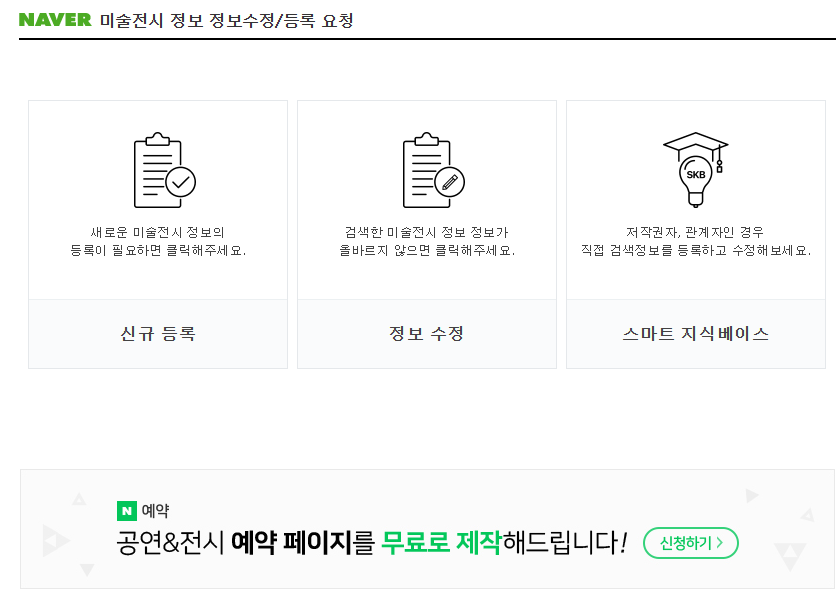 NAVER 미술전시 정보 정보수정/등록 요청
새로운 미술전시 정보의
등록이 필요하면 클릭해주세요.
신규 등록
검색한 미술전시 정보 정보가
올바르지 않으면 클릭해주세요.
정보 수정
SKB
저작권자, 관계자인 경우
직접 검색정보를 등록하고 수정해보세요.
스마트 지식베이스
N 예약
공연&전시 예약 페이지를 무료로 제작해드립니다! 신청하기 >